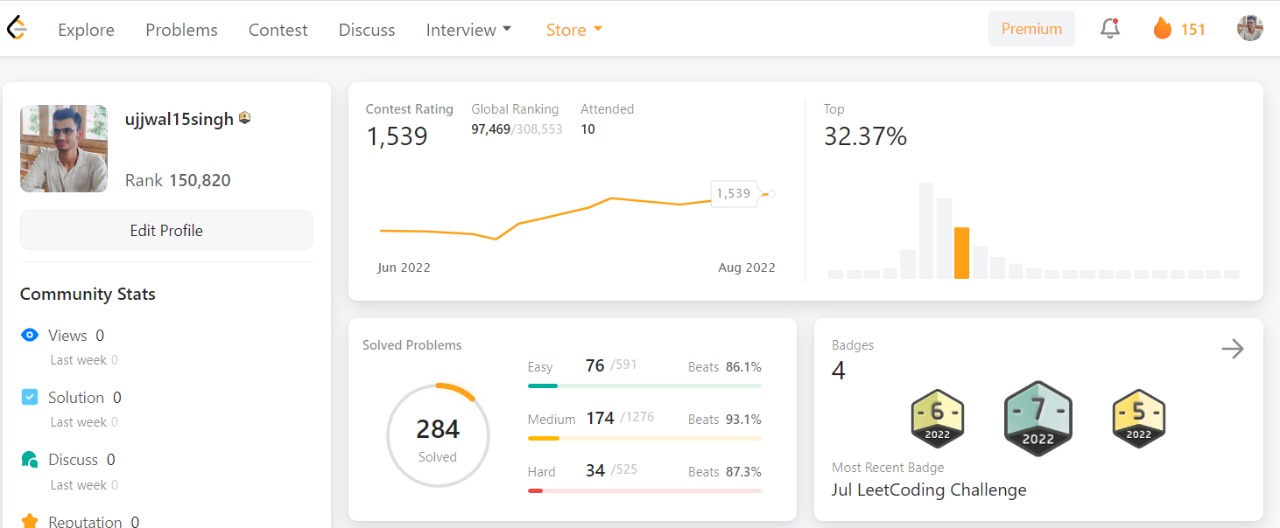 Explore Problems Contest Discuss Interview Store Premium 151
ujjwal15singh
Rank 150,820
Edit Profile
Community Stats
Views 0
Last week 0
Solution 0
Last week 0
Discuss 0
Last week 0
Reputation 0
Contest Rating Global Ranking Attended
1,539 97,469/308,553 10
1,539
Jun 2022 Aug 2022
Top
32.37%
Solved Problems
284
Solved
Easy 76 /591 Beats 86.1%
Medium 174 /1276 Beats 93.1%
Hard 34 /525 Beats 87.3%
Badges
4
- 6 - - 7 - - 5 -
2022 2022 2022
Most Recent Badge
Jul LeetCoding Challenge